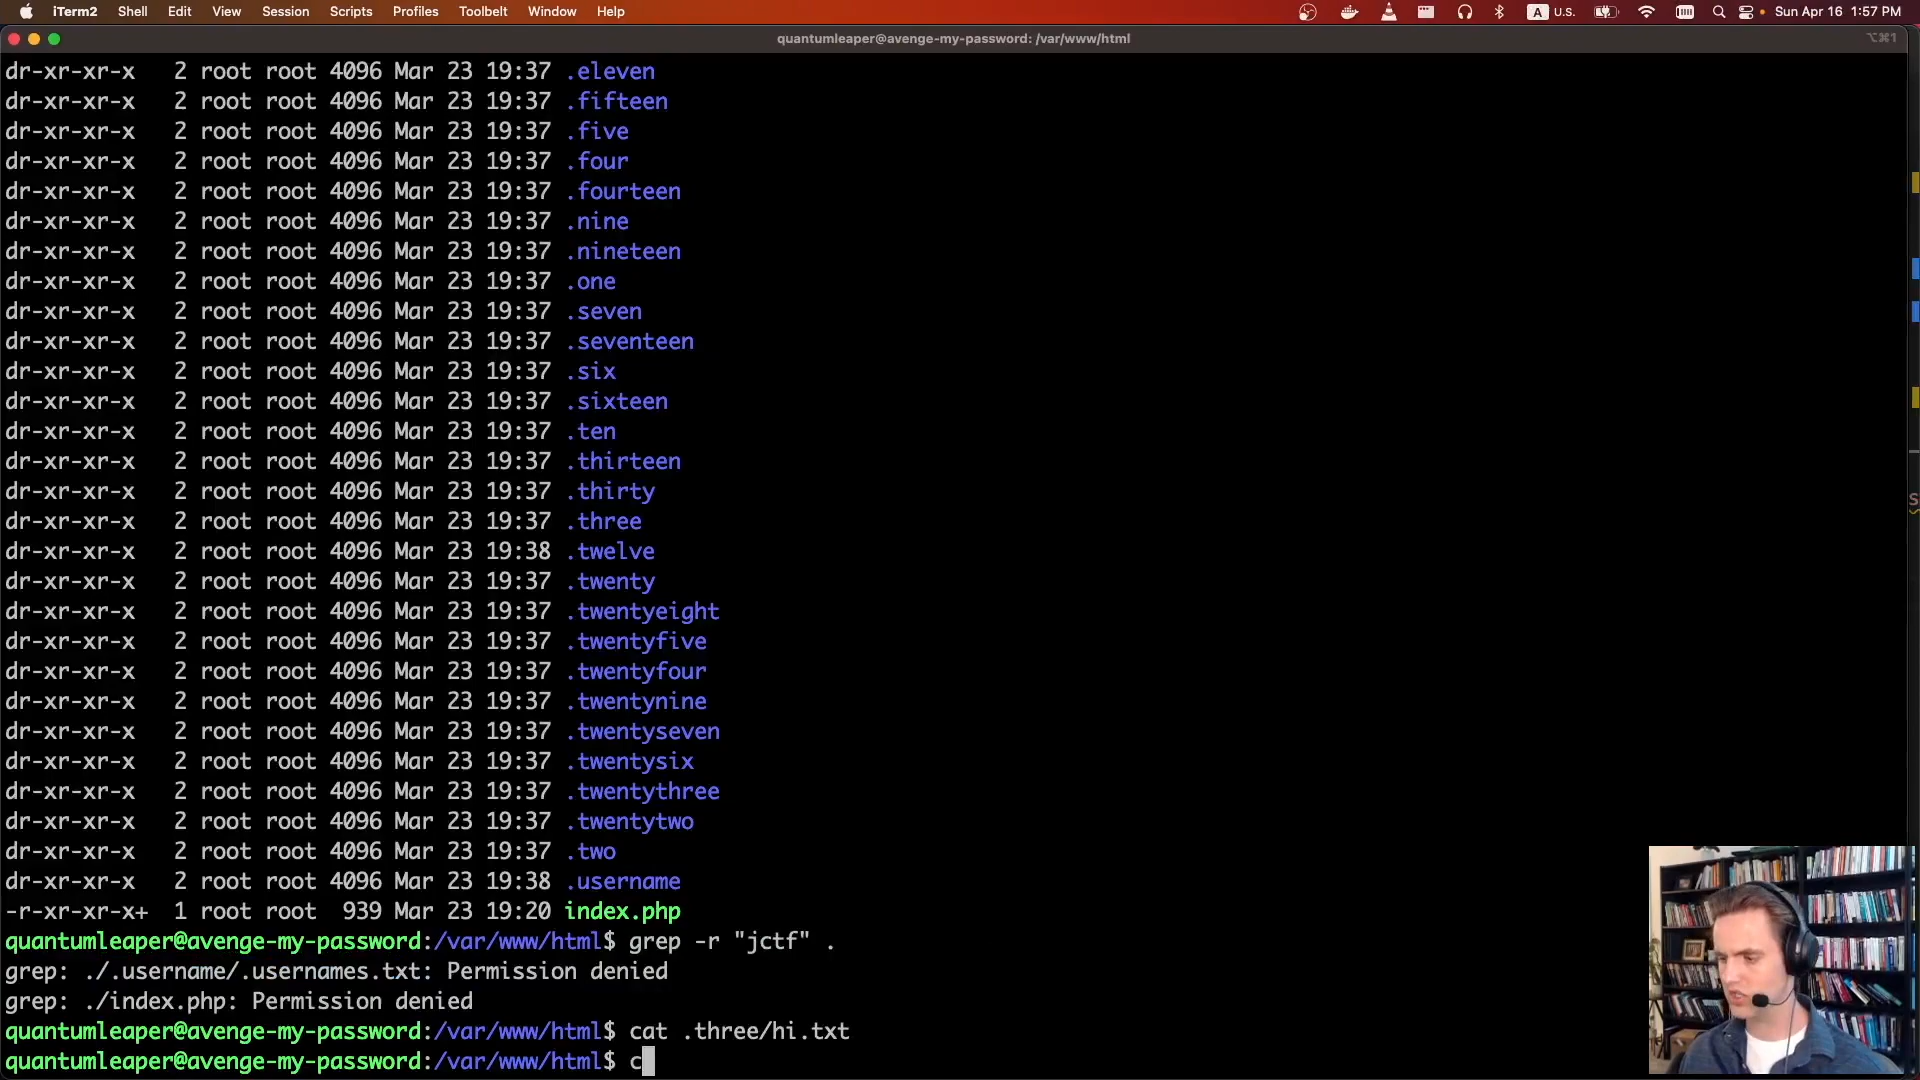 iTerm2 Shell Edit View Session Scripts Profiles Toolbelt Window Help A U.S. Sun Apr 16 1:57 PM
quantumleaper@avenge-my-password: /var/www/html ⌥⌘1
dr-xr-xr-x 2 root root 4096 Mar 23 19:37 .eleven
dr-xr-xr-x 2 root root 4096 Mar 23 19:37 .fifteen
dr-xr-xr-x 2 root root 4096 Mar 23 19:37 .five
dr-xr-xr-x 2 root root 4096 Mar 23 19:37 .four
dr-xr-xr-x 2 root root 4096 Mar 23 19:37 .fourteen
dr-xr-xr-x 2 root root 4096 Mar 23 19:37 .nine
dr-xr-xr-x 2 root root 4096 Mar 23 19:37 .nineteen
dr-xr-xr-x 2 root root 4096 Mar 23 19:37 .one
dr-xr-xr-x 2 root root 4096 Mar 23 19:37 .seven
dr-xr-xr-x 2 root root 4096 Mar 23 19:37 .seventeen
dr-xr-xr-x 2 root root 4096 Mar 23 19:37 .six
dr-xr-xr-x 2 root root 4096 Mar 23 19:37 .sixteen
dr-xr-xr-x 2 root root 4096 Mar 23 19:37 .ten
dr-xr-xr-x 2 root root 4096 Mar 23 19:37 .thirteen
dr-xr-xr-x 2 root root 4096 Mar 23 19:37 .thirty
dr-xr-xr-x 2 root root 4096 Mar 23 19:37 .three
dr-xr-xr-x 2 root root 4096 Mar 23 19:38 .twelve
dr-xr-xr-x 2 root root 4096 Mar 23 19:37 .twenty
dr-xr-xr-x 2 root root 4096 Mar 23 19:37 .twentyeight
dr-xr-xr-x 2 root root 4096 Mar 23 19:37 .twentyfive
dr-xr-xr-x 2 root root 4096 Mar 23 19:37 .twentyfour
dr-xr-xr-x 2 root root 4096 Mar 23 19:37 .twentynine
dr-xr-xr-x 2 root root 4096 Mar 23 19:37 .twentyseven
dr-xr-xr-x 2 root root 4096 Mar 23 19:37 .twentysix
dr-xr-xr-x 2 root root 4096 Mar 23 19:37 .twentythree
dr-xr-xr-x 2 root root 4096 Mar 23 19:37 .twentytwo
dr-xr-xr-x 2 root root 4096 Mar 23 19:37 .two
dr-xr-xr-x 2 root root 4096 Mar 23 19:38 .username
-r-xr-xr-x+ 1 root root 939 Mar 23 19:20 index.php
quantumleaper@avenge-my-password:/var/www/html$ grep -r "jctf" .
grep: ./.username/.usernames.txt: Permission denied
grep: ./index.php: Permission denied
quantumleaper@avenge-my-password:/var/www/html$ cat .three/hi.txt
quantumleaper@avenge-my-password:/var/www/html$ c